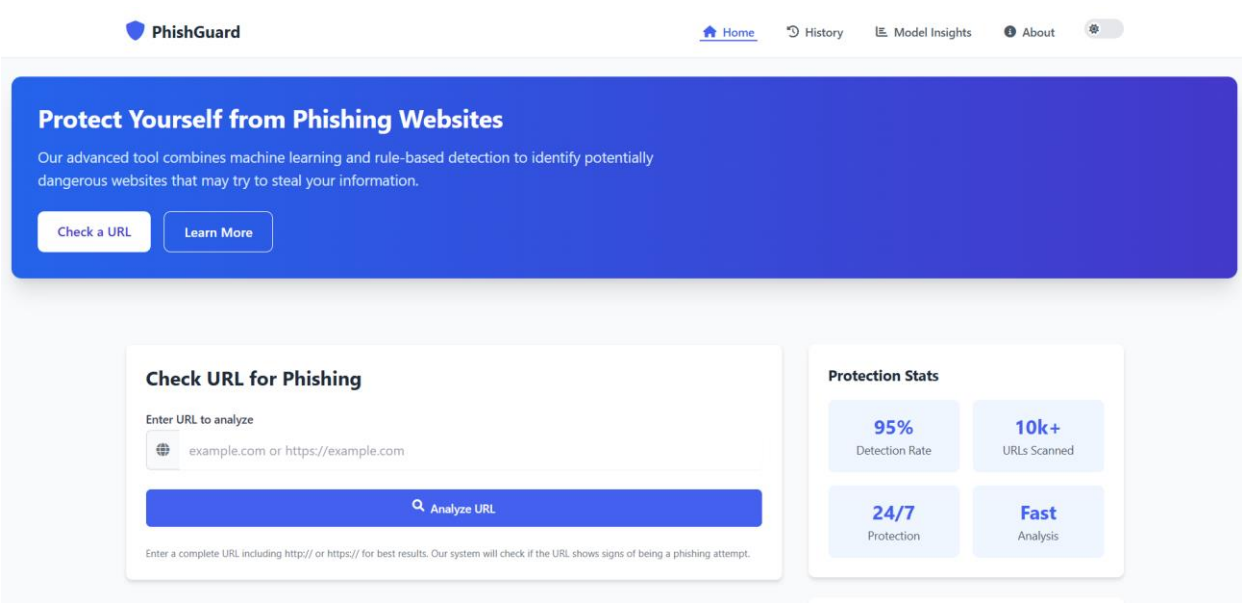 PhishGuard
Home
History
Model Insights
About
Protect Yourself from Phishing Websites
Our advanced tool combines machine learning and rule-based detection to identify potentially
dangerous websites that may try to steal your information.
Check a URL
Learn More
Check URL for Phishing
Enter URL to analyze
example.com or https://example.com
Analyze URL
Enter a complete URL including http:// or https:// for best results. Our system will check if the URL shows signs of being a phishing attempt.
Protection Stats
95%
Detection Rate
10k+
URLs Scanned
24/7
Protection
Fast
Analysis